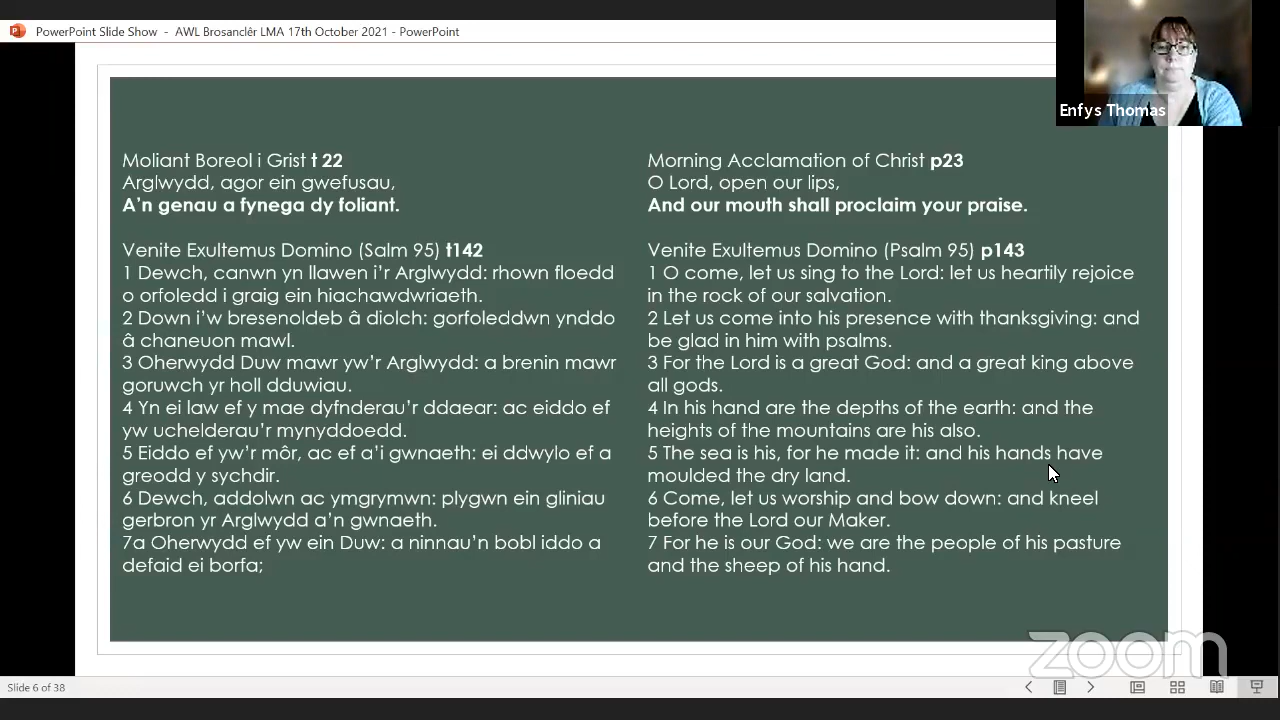 PowerPoint Slide Show - AWL Brosanclêr LMA 17th October 2021 - PowerPoint
Enfys Thomas
Moliant Boreol i Grist t 22
Arglwydd, agor ein gwefusau,
A'n genau a fynega dy foliant.
Venite Exultemus Domino (Salm 95) t142
1 Dewch, canwn yn llawen i'r Arglwydd: rhown floedd
o orfoledd i graig ein hiachawdwriaeth.
2 Down i'w bresenoldeb â diolch: gorfoleddwn ynddo
â chaneuon mawl.
3 Oherwydd Duw mawr yw'r Arglwydd: a brenin mawr
goruwch yr holl dduwiau.
4 Yn ei law ef y mae dyfnderau'r ddaear: ac eiddo ef
yw uchelderau'r mynyddoedd.
5 Eiddo ef yw'r môr, ac ef a'i gwnaeth: ei ddwylo ef a
greodd y sychdir.
6 Dewch, addolwn ac ymgrymwn: plygwn ein gliniau
gerbron yr Arglwydd a'n gwnaeth.
7a Oherwydd ef yw ein Duw: a ninnau'n bobl iddo a
defaid ei borfa;
Morning Acclamation of Christ p23
O Lord, open our lips,
And our mouth shall proclaim your praise.
Venite Exultemus Domino (Psalm 95) p143
1 O come, let us sing to the Lord: let us heartily rejoice
in the rock of our salvation.
2 Let us come into his presence with thanksgiving: and
be glad in him with psalms.
3 For the Lord is a great God: and a great king above
all gods.
4 In his hand are the depths of the earth: and the
heights of the mountains are his also.
5 The sea is his, for he made it: and his hands have
moulded the dry land.
6 Come, let us worship and bow down: and kneel
before the Lord our Maker.
7 For he is our God: we are the people of his pasture
and the sheep of his hand.
zoom
Slide 6 of 38